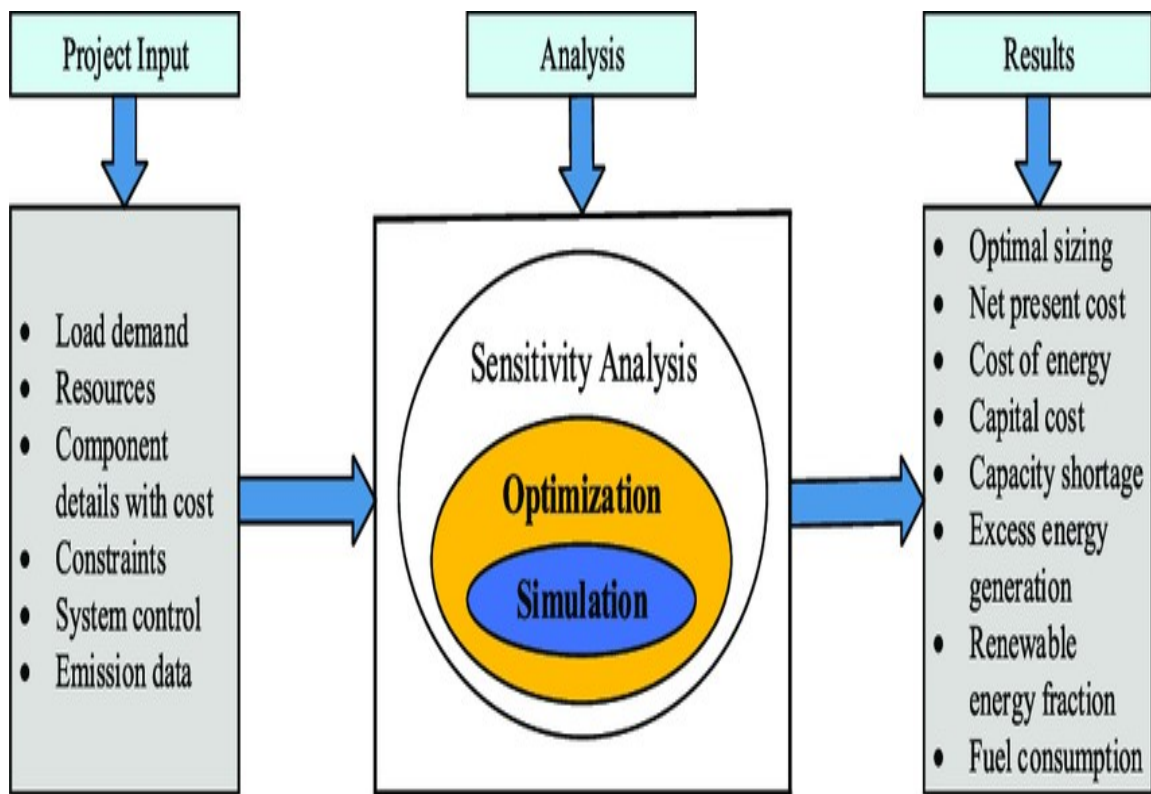 Project Input
Analysis
Results
• Load demand
• Resources
• Component
details with cost
• Constraints
• System control
• Emission data
Sensitivity Analysis
Optimization
Simulation
• Optimal sizing
• Net present cost
• Cost of energy
• Capital cost
• Capacity shortage
• Excess energy
generation
• Renewable
energy fraction
• Fuel consumption